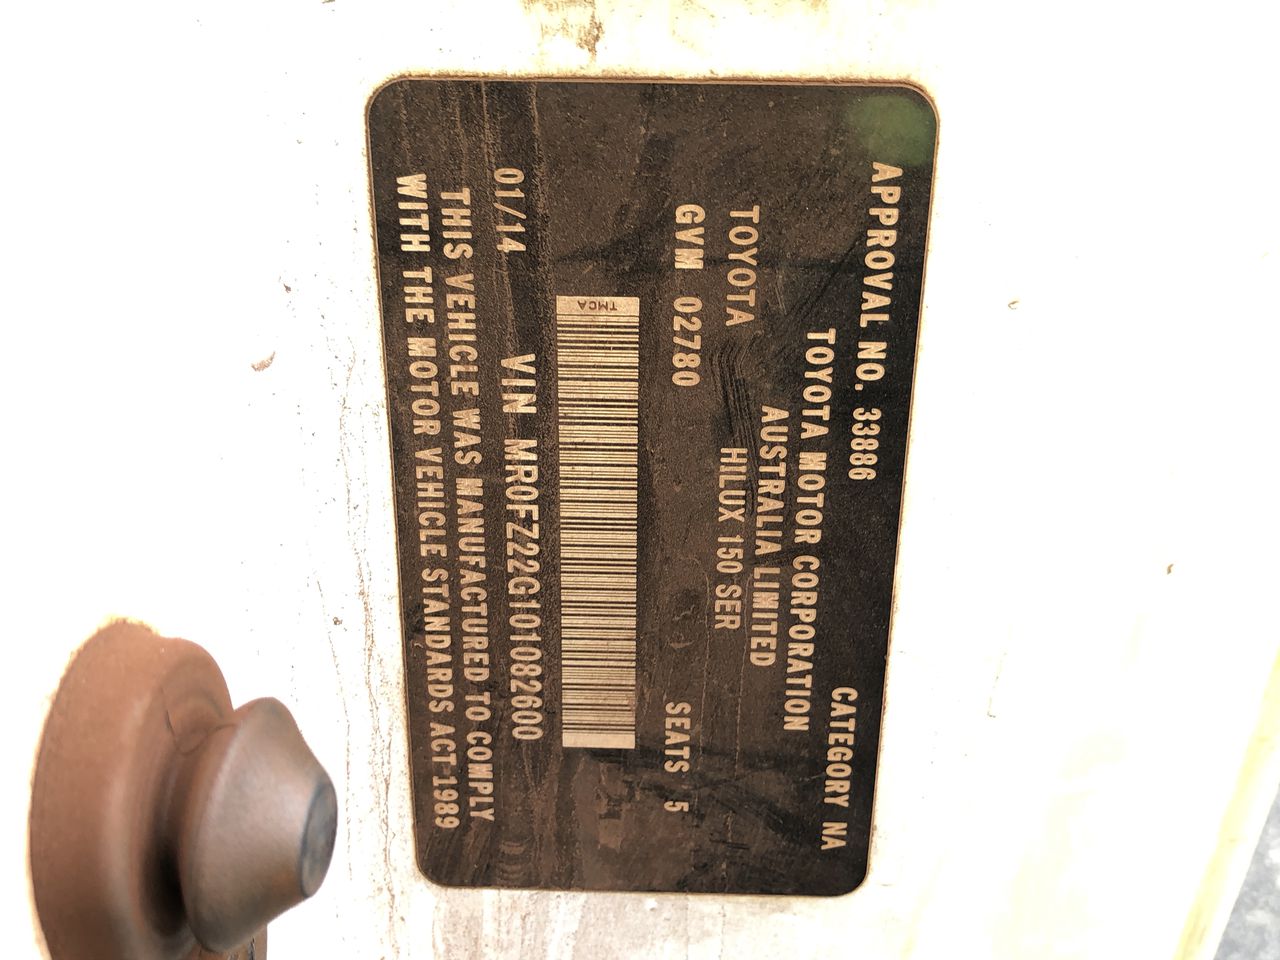 APPROVAL NO. 33886 CATEGORY NA
TOYOTA MOTOR CORPORATION
AUSTRALIA LIMITED
TOYOTA HILUX 150 SER
GVM 02780 SEATS 5
TMCA
01/14 VIN MR0FZ22G101082600
THIS VEHICLE WAS MANUFACTURED TO COMPLY
WITH THE MOTOR VEHICLE STANDARDS ACT 1989